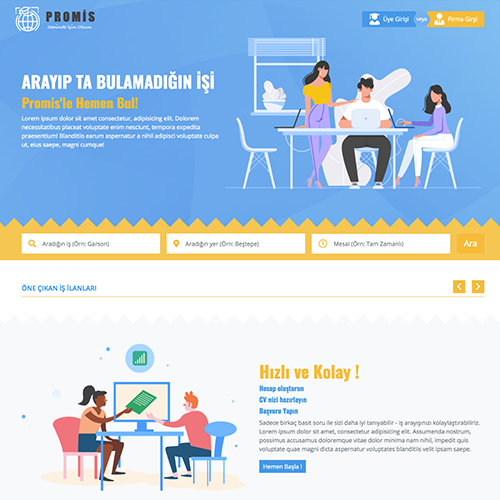 PROMİS
Seninde İşin Olsun
Üye Girişi
veya
Firma Girşi
ARAYIP TA BULAMADIĞIN İŞİ
Promis'le Hemen Bul!
Lorem ipsum dolor sit amet consectetur, adipisicing elit. Dolorem
necessitatibus placeat voluptate enim nesciunt, tempora expedita
praesentium! Blanditiis earum aspernatur a nihil adipisci voluptate culpa
ut, eius saepe, magni cumque!
Aradığın iş (Örn: Garson)
Aradığın yer (Örn: Beştepe)
Mesai (Örn: Tam Zamanlı)
Ara
ÖNE ÇIKAN İŞ İLANLARI
Hızlı ve Kolay !
Hesap oluşturun
CV nizi hazırlayın
Başvuru Yapın
Sadece birkaç basit soru ile sizi daha iyi tanıyabilir - iş arayışınızı kolaylaştırabiliriz.
Lorem ipsum dolor sit amet consectetur adipisicing elit. Assumenda nostrum,
possimus accusamus doloremque vitae dolor minima nam nihil, impedit quis
voluptatum magni dicta aspernatur voluptates blanditiis velit ipsam saepe.
Hemen Başla !